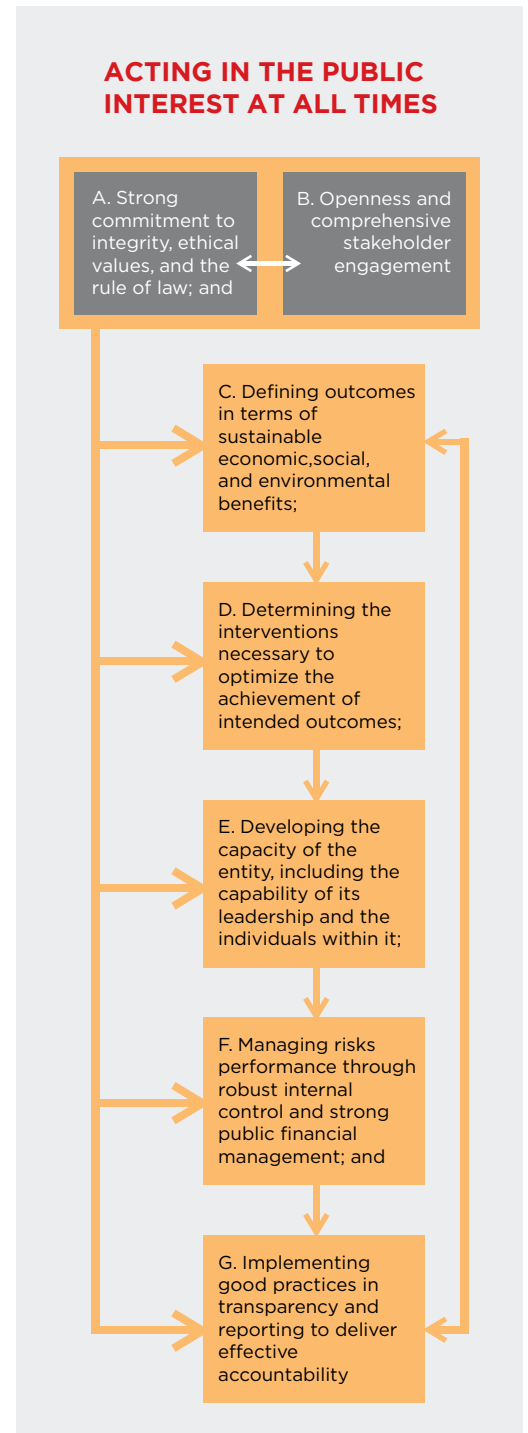 ACTING IN THE PUBLIC
INTEREST AT ALL TIMES
A. Strong
commitment to
integrity, ethical
values, and the
rule of law; and
B. Openness and
comprehensive
stakeholder
engagement
C. Defining outcomes
in terms of
sustainable
economic,social,
and environmental
benefits;
D. Determining the
interventions
necessary to
optimize the
achievement of
intended outcomes;
E. Developing the
capacity of the
entity, including the
capability of its
leadership and the
individuals within it;
F. Managing risks
performance through
robust internal
control and strong
public financial
management; and
G. Implementing
good practices in
transparency and
reporting to deliver
effective
accountability